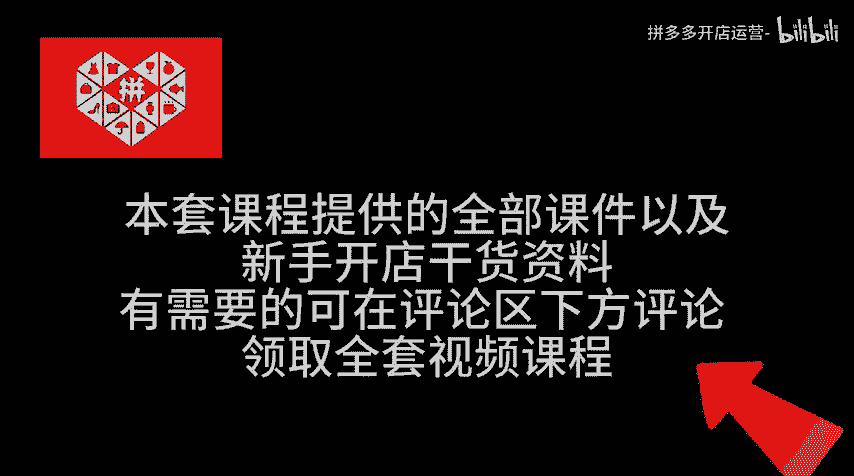 拼多多开店运营- bilibili
拼
本套课程提供的全部课件以及
新手开店干货资料
有需要的可在评论区下方评论
领取全套视频课程